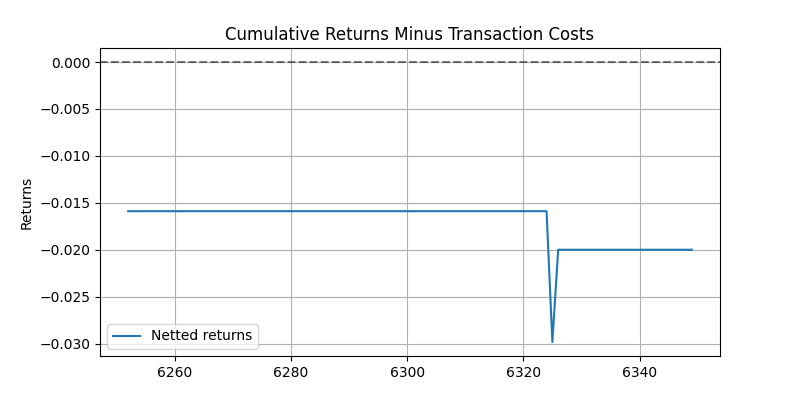 Cumulative Returns Minus Transaction Costs
0.000
−0.005
−0.010
−0.015
−0.020
−0.025
−0.030
Returns
Netted returns
6260 6280 6300 6320 6340